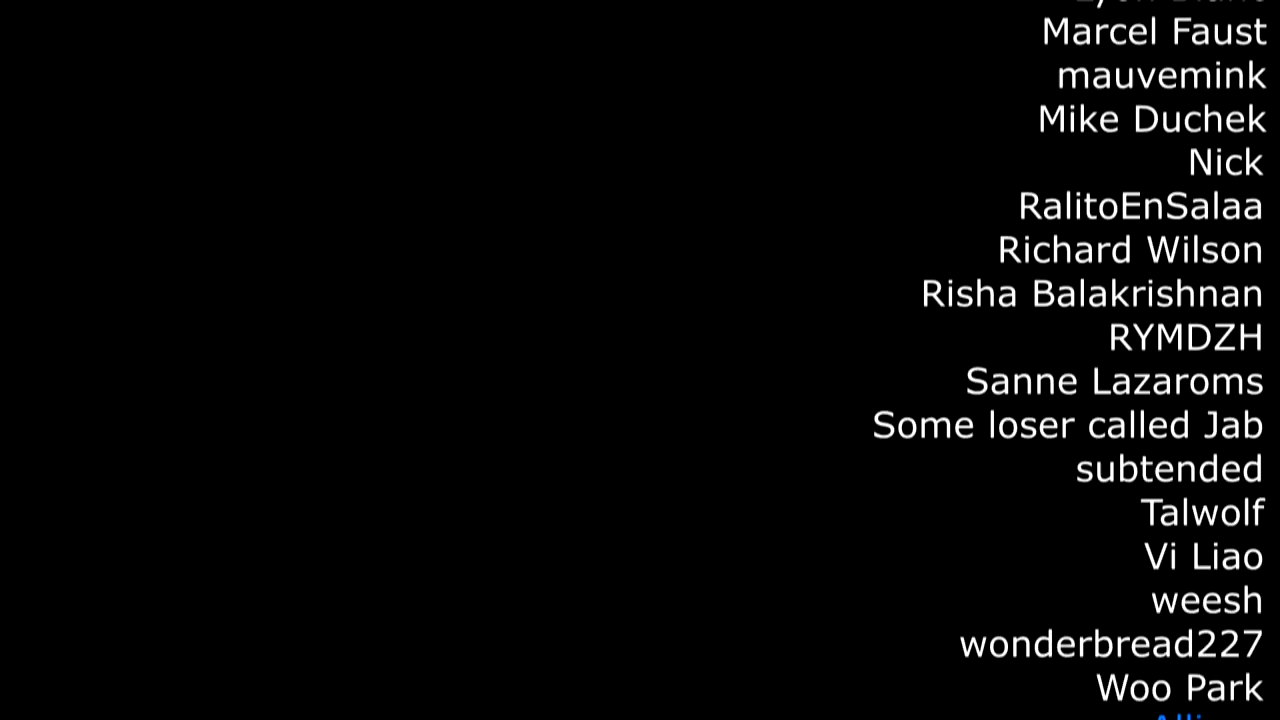 Marcel Faust
mauvemink
Mike Duchek
Nick
RalitoEnSalaa
Richard Wilson
Risha Balakrishnan
RYMDZH
Sanne Lazaroms
Some loser called Jab
subtended
Talwolf
Vi Liao
weesh
wonderbread227
Woo Park